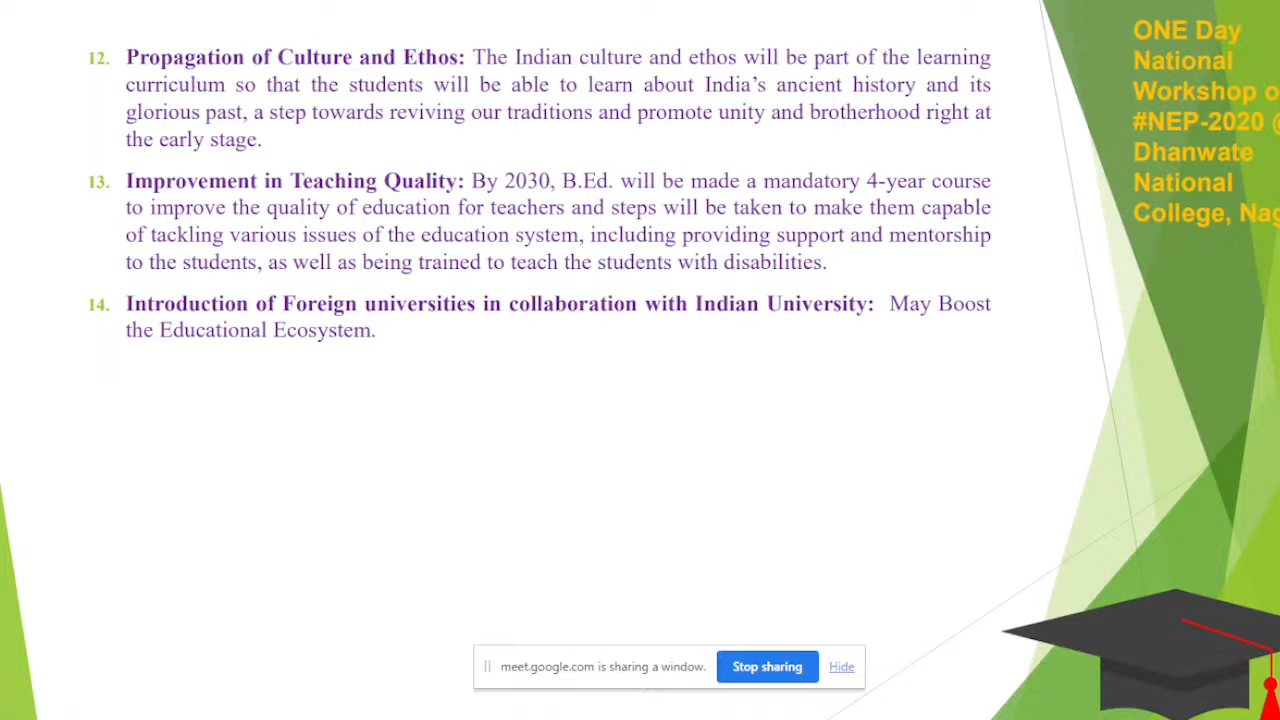 12. Propagation of Culture and Ethos: The Indian culture and ethos will be part of the learning
curriculum so that the students will be able to learn about India's ancient history and its
glorious past, a step towards reviving our traditions and promote unity and brotherhood right at
the early stage.
13. Improvement in Teaching Quality: By 2030, B.Ed. will be made a mandatory 4-year course
to improve the quality of education for teachers and steps will be taken to make them capable
of tackling various issues of the education system, including providing support and mentorship
to the students, as well as being trained to teach the students with disabilities.
14. Introduction of Foreign universities in collaboration with Indian University: May Boost
the Educational Ecosystem.
ONE Day
National
Workshop
#NEP-2020
Dhanwate
National
College,
meet.google.com is sharing a window.
Stop sharing
Hide